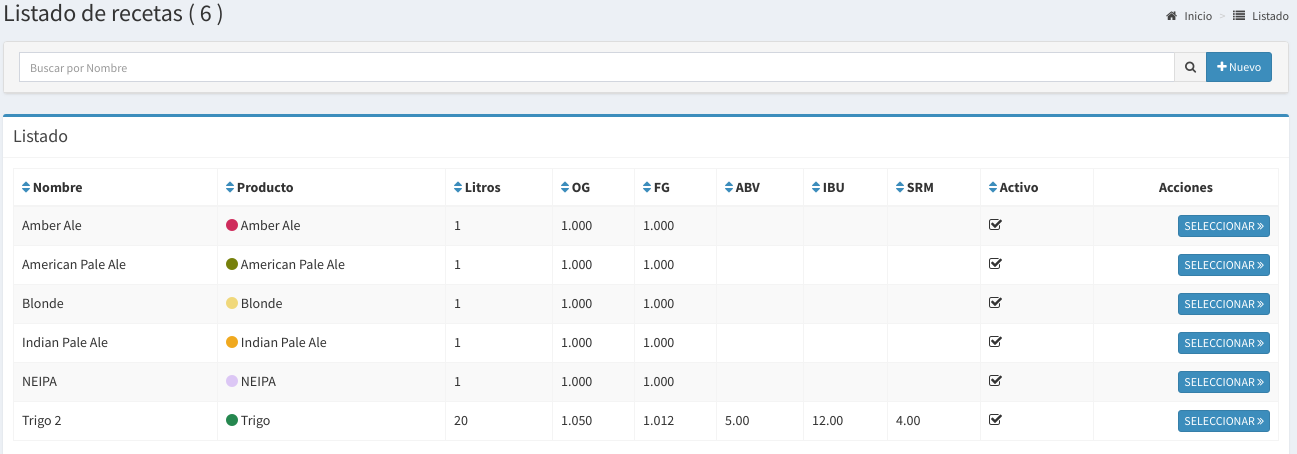 Listado de recetas ( 6 )
Inicio > Listado
Buscar por Nombre
Nuevo
Listado
Nombre Producto Litros OG FG ABV IBU SRM Activo Acciones
Amber Ale Amber Ale 1 1.000 1.000 SELECCIONAR »
American Pale Ale American Pale Ale 1 1.000 1.000 SELECCIONAR »
Blonde Blonde 1 1.000 1.000 SELECCIONAR »
Indian Pale Ale Indian Pale Ale 1 1.000 1.000 SELECCIONAR »
NEIPA NEIPA 1 1.000 1.000 SELECCIONAR »
Trigo 2 Trigo 20 1.050 1.012 5.00 12.00 4.00 SELECCIONAR »